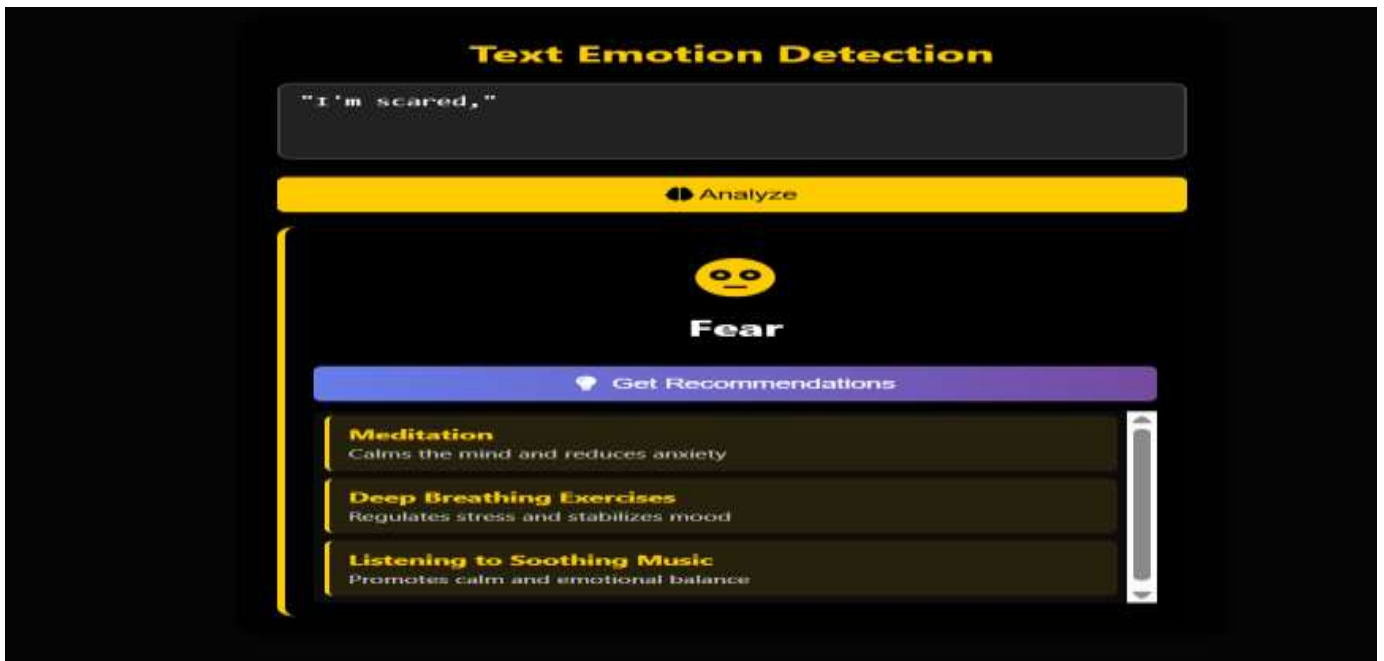 Text Emotion Detection
"I'm scared,"
Analyze
Fear
Get Recommendations
Meditation
Calms the mind and reduces anxiety
Deep Breathing Exercises
Regulates stress and stabilizes mood
Listening to Soothing Music
Promotes calm and emotional balance